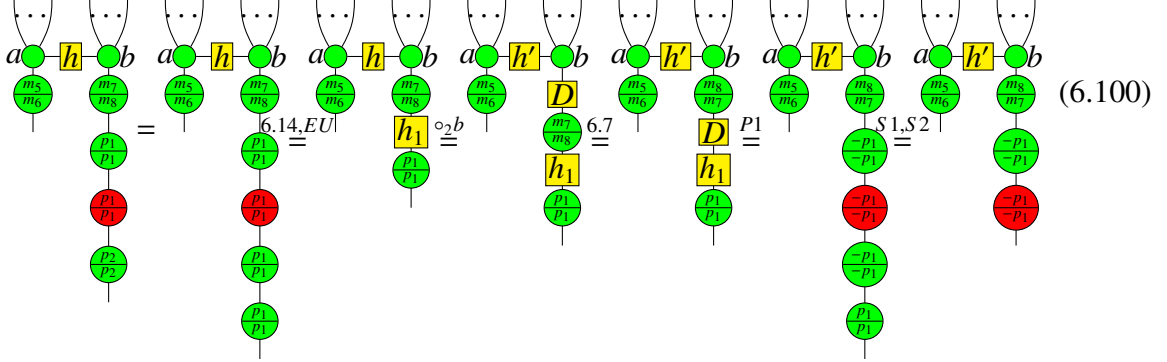 ... ... ... ... ... ... ... ... ... ... ... ... ... ...
a h b a h b a h b a h' b a h' b a h' b a h' b
m₅/m₆ m₇/m₈ m₅/m₆ m₇/m₈ m₅/m₆ m₇/m₈ m₅/m₆ D m₅/m₆ m₈/m₇ m₅/m₆ m₈/m₇ m₅/m₆ m₈/m₇ (6.100)
= 6.14,EU = h₁ ∘₂b = m₇/m₈ 6.7 = D P1 = S1,S2 =
p₁/p₁ p₁/p₁ -p₁/-p₁ -p₁/-p₁
p₁/p₁ h₁ h₁
p₁/p₁ p₁/p₁ p₁/p₁ p₁/p₁ -p₁/-p₁ -p₁/-p₁
p₂/p₂ p₁/p₁ -p₁/-p₁
p₁/p₁ p₁/p₁